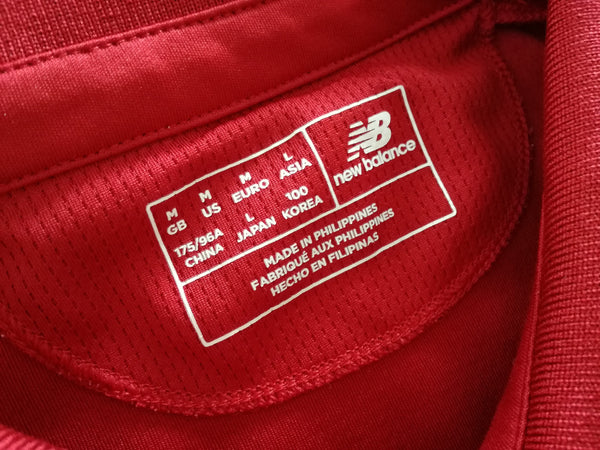 M M M L
GB US EURO ASIA
175/96A L 100
CHINA JAPAN KOREA
NB
new balance
MADE IN PHILIPPINES
FABRIQUÉ AUX PHILIPPINES
HECHO EN FILIPINAS